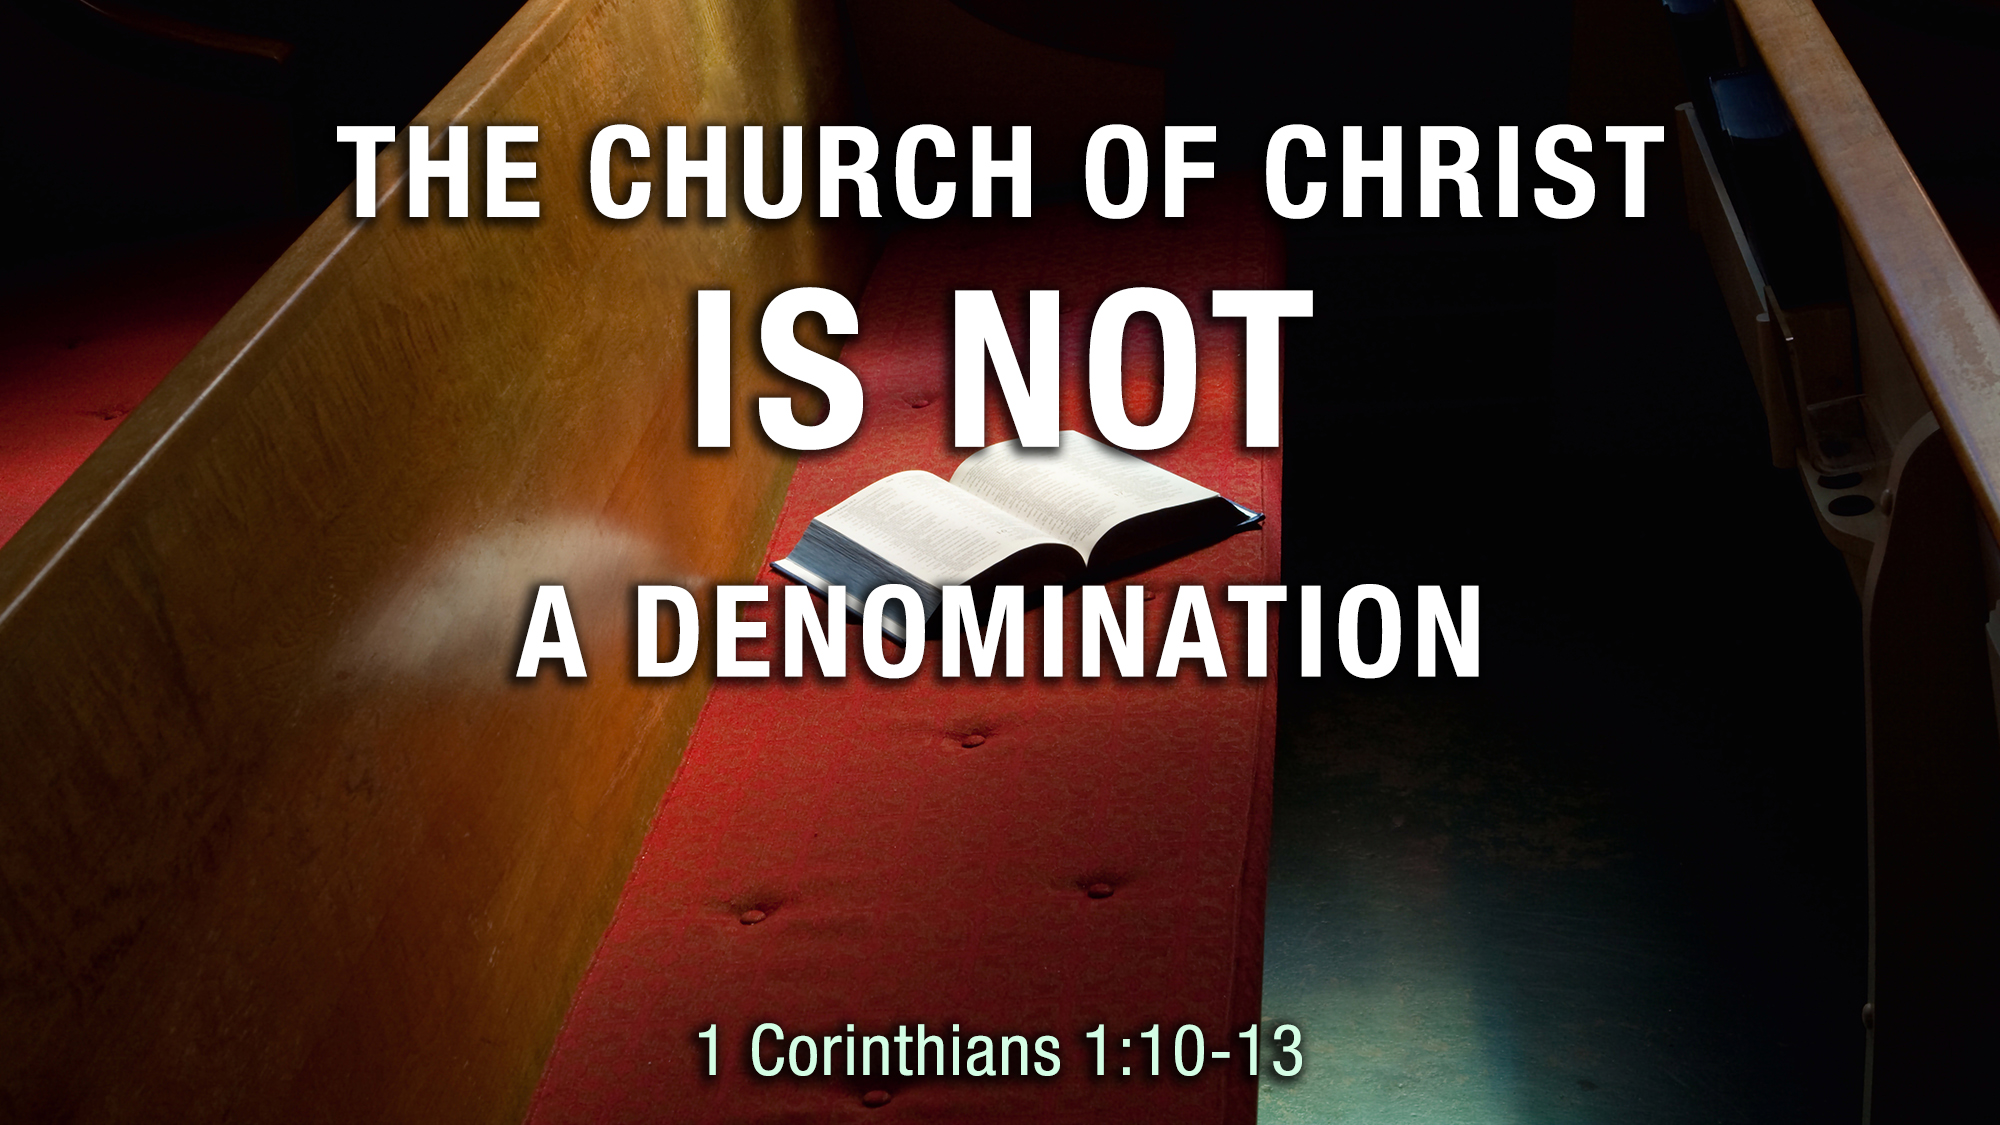 THE CHURCH OF CHRIST
IS NOT
A DENOMINATION
1 Corinthians 1:10-13